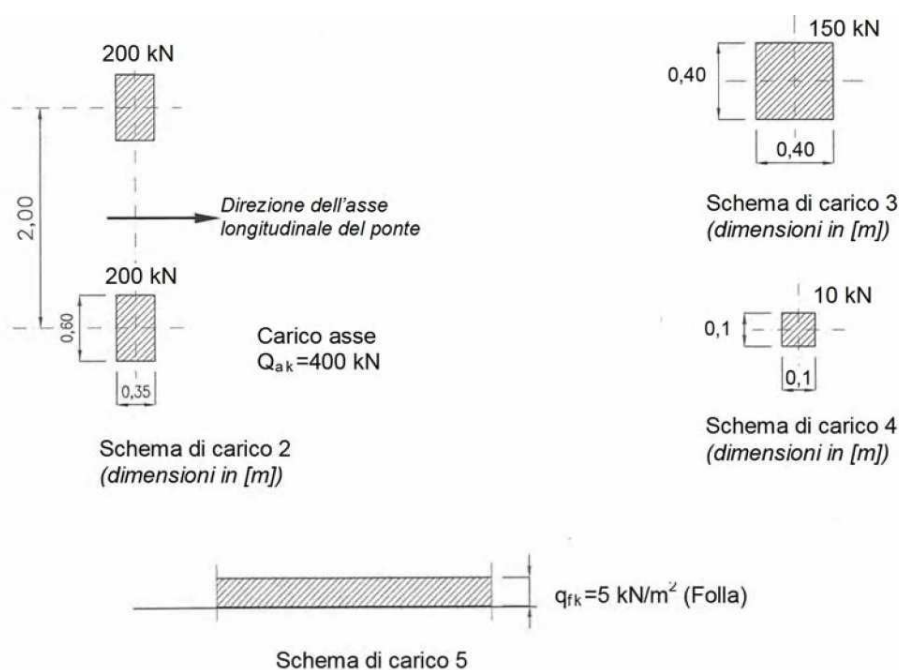 200 kN
2,00
Direzione dell'asse
longitudinale del ponte
200 kN
0,60
0,35
Carico asse
Qak=400 kN
Schema di carico 2
(dimensioni in [m])
150 kN
0,40
0,40
Schema di carico 3
(dimensioni in [m])
10 kN
0,1
0,1
Schema di carico 4
(dimensioni in [m])
qfk=5 kN/m² (Folla)
Schema di carico 5